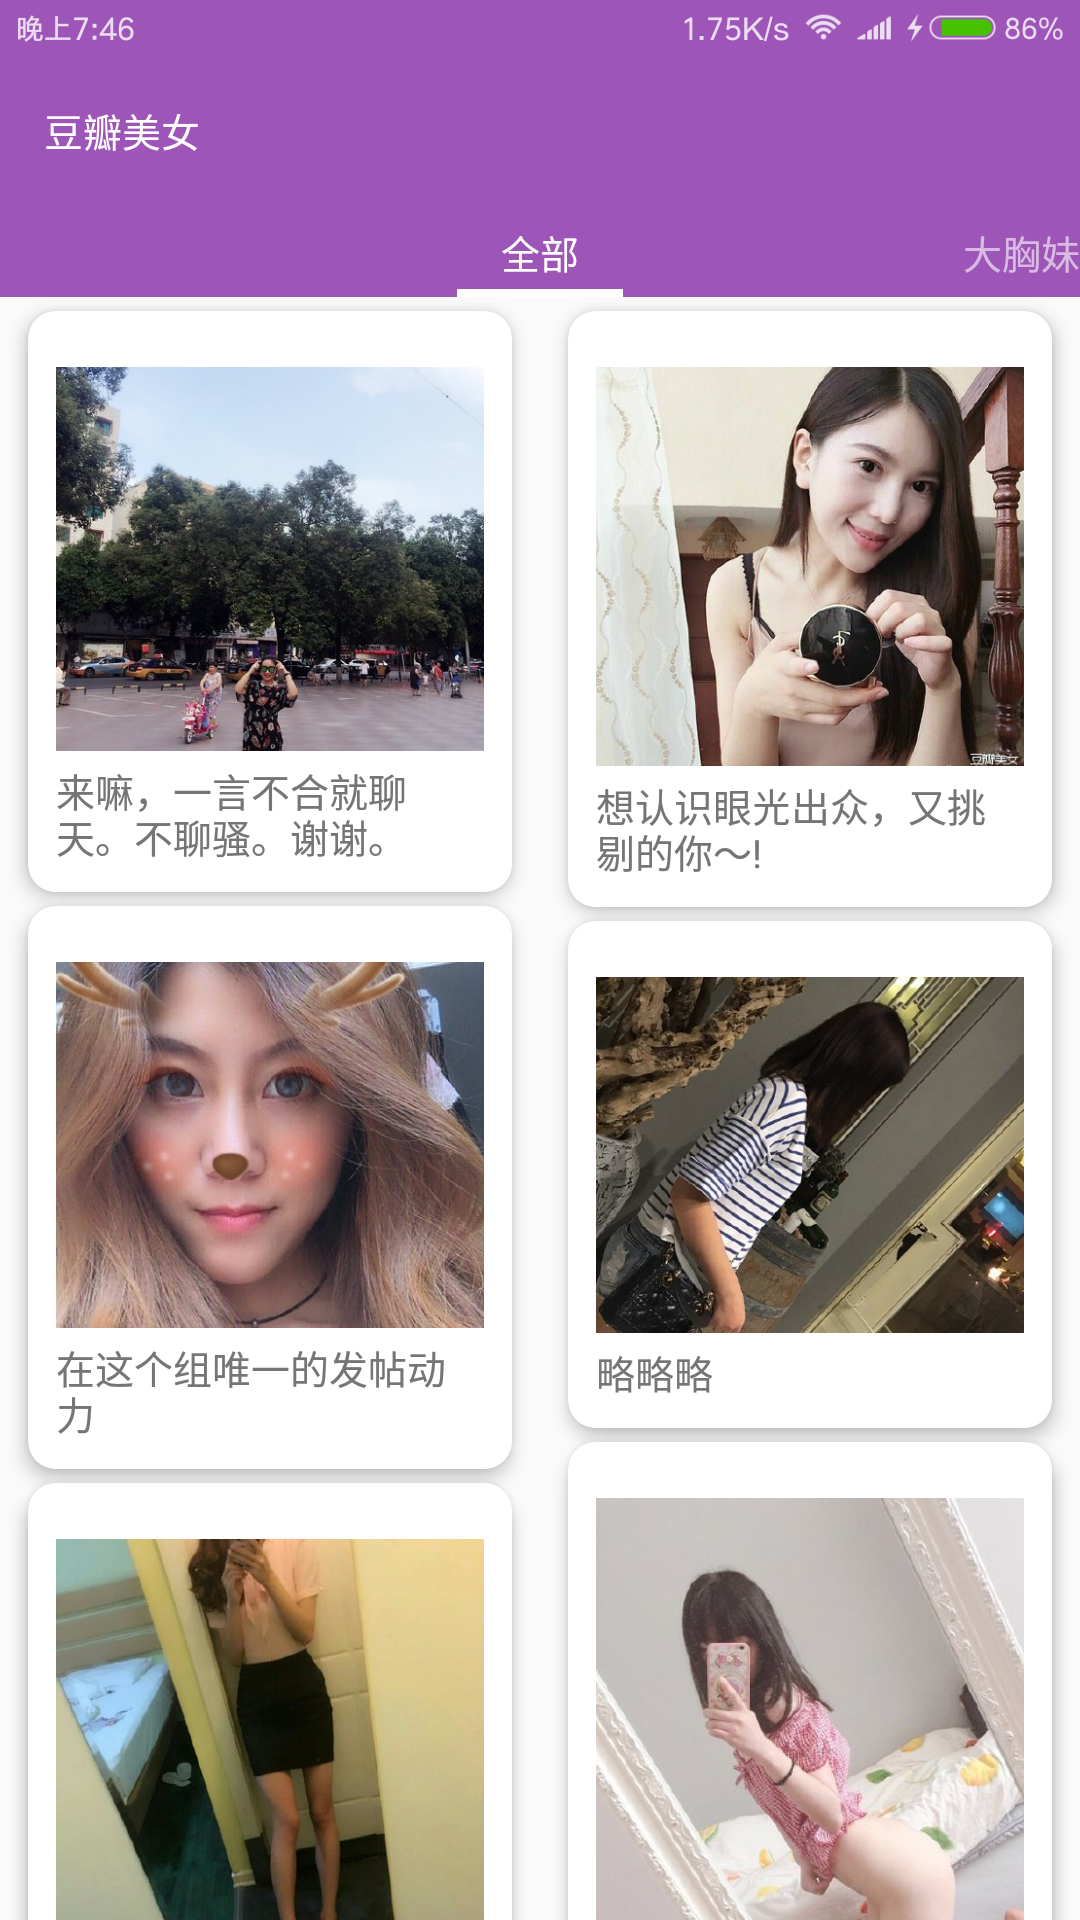 晚上7:46
1.75K/s
86%
豆瓣美女
全部
大胸妹
豆瓣美女
来嘛，一言不合就聊
天。不聊骚。谢谢。
想认识眼光出众，又挑
剔的你～!
在这个组唯一的发帖动
力
略略略